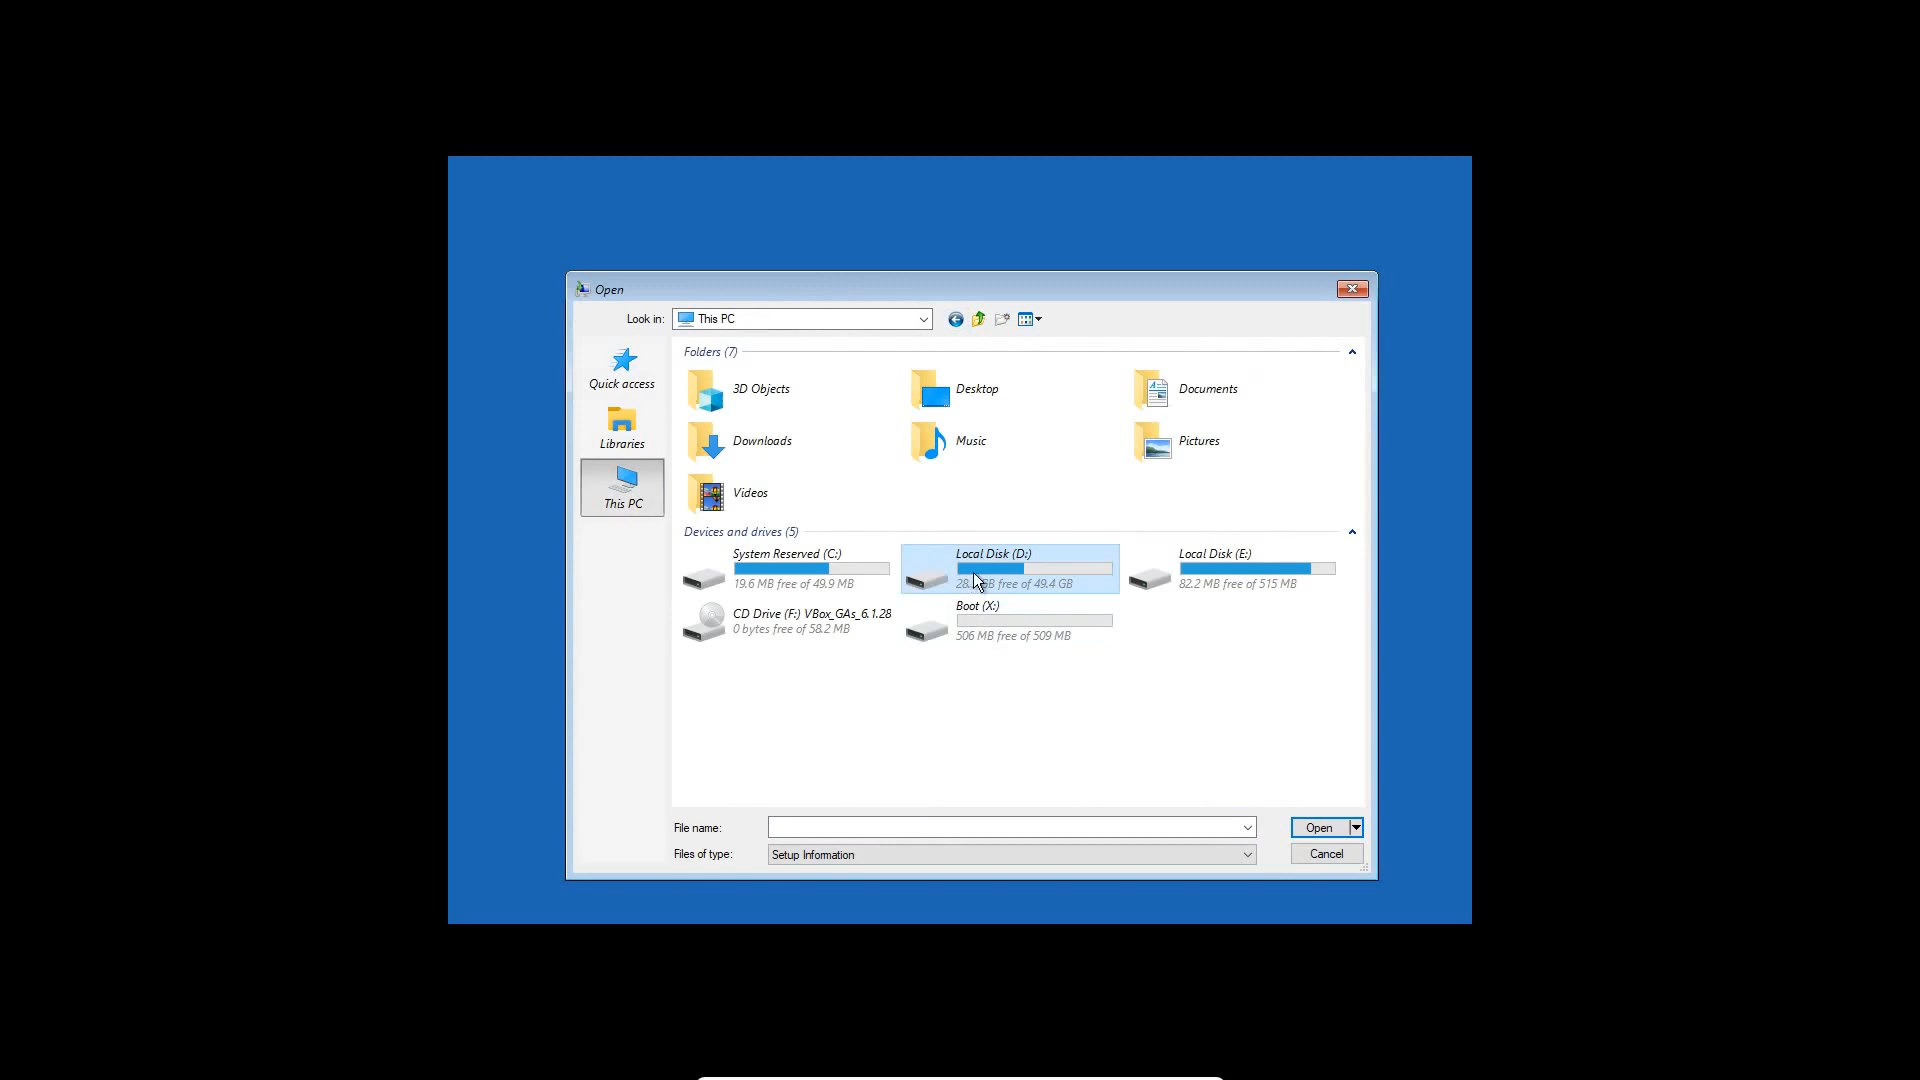 Open
Look in: This PC
Quick access
Libraries
This PC
Folders (7)
3D Objects
Desktop
Documents
Downloads
Music
Pictures
Videos
Devices and drives (5)
System Reserved (C:)
19.6 MB free of 49.9 MB
Local Disk (D:)
GB free of 49.4 GB
Local Disk (E:)
82.2 MB free of 515 MB
CD Drive (F:) VBox_GAs_6.1.28
0 bytes free of 58.2 MB
Boot (X:)
506 MB free of 509 MB
File name:
Open
Files of type: Setup Information
Cancel